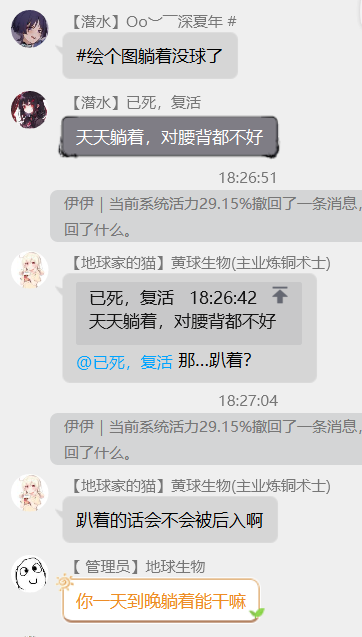 【潜水】Oo︶￣深夏年 #
#绘个图躺着没球了
【潜水】已死，复活
天天躺着，对腰背都不好
18:26:51
伊伊 | 当前系统活力29.15%撤回了一条消息,
回了什么。
【地球家的猫】黄球生物(主业炼铜术士)
已死，复活 18:26:42
天天躺着，对腰背都不好
@已死，复活 那...趴着?
18:27:04
伊伊 | 当前系统活力29.15%撤回了一条消息,
回了什么。
【地球家的猫】黄球生物(主业炼铜术士)
趴着的话会不会被后入啊
【 管理员】地球生物
你一天到晚躺着能干嘛